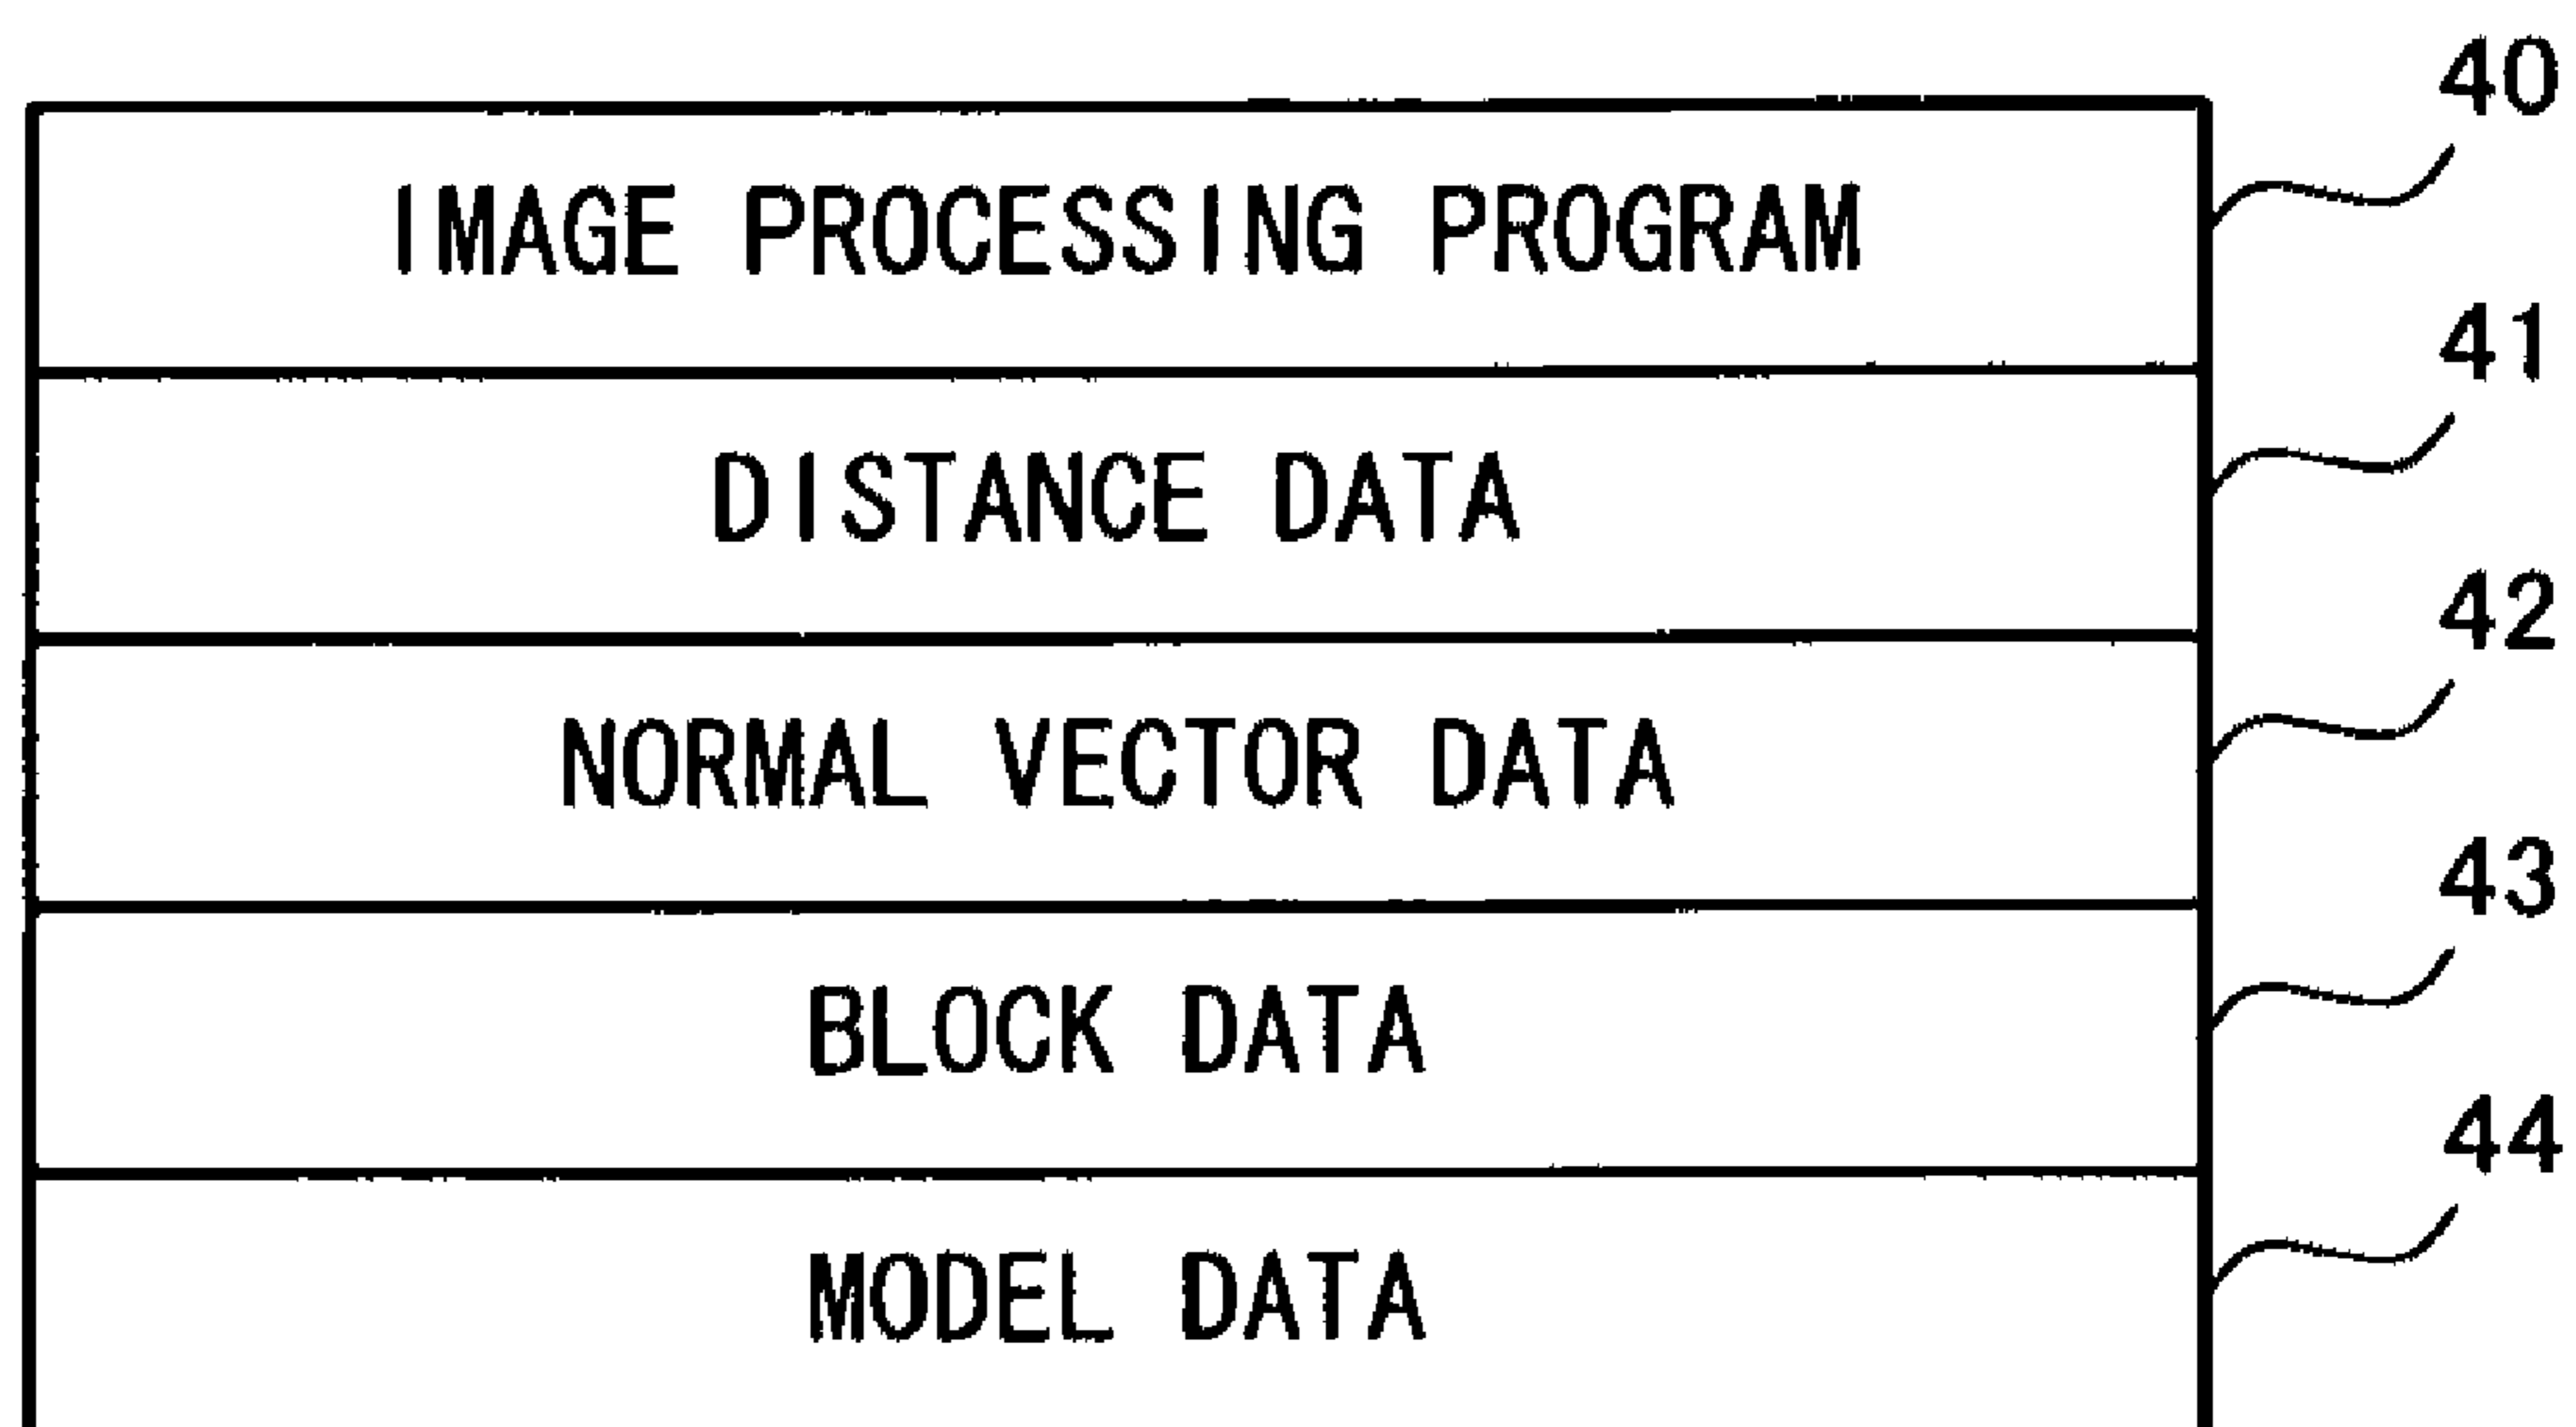 40
IMAGE PROCESSING PROGRAM
41
DISTANCE DATA
42
NORMAL VECTOR DATA
43
BLOCK DATA
44
MODEL DATA